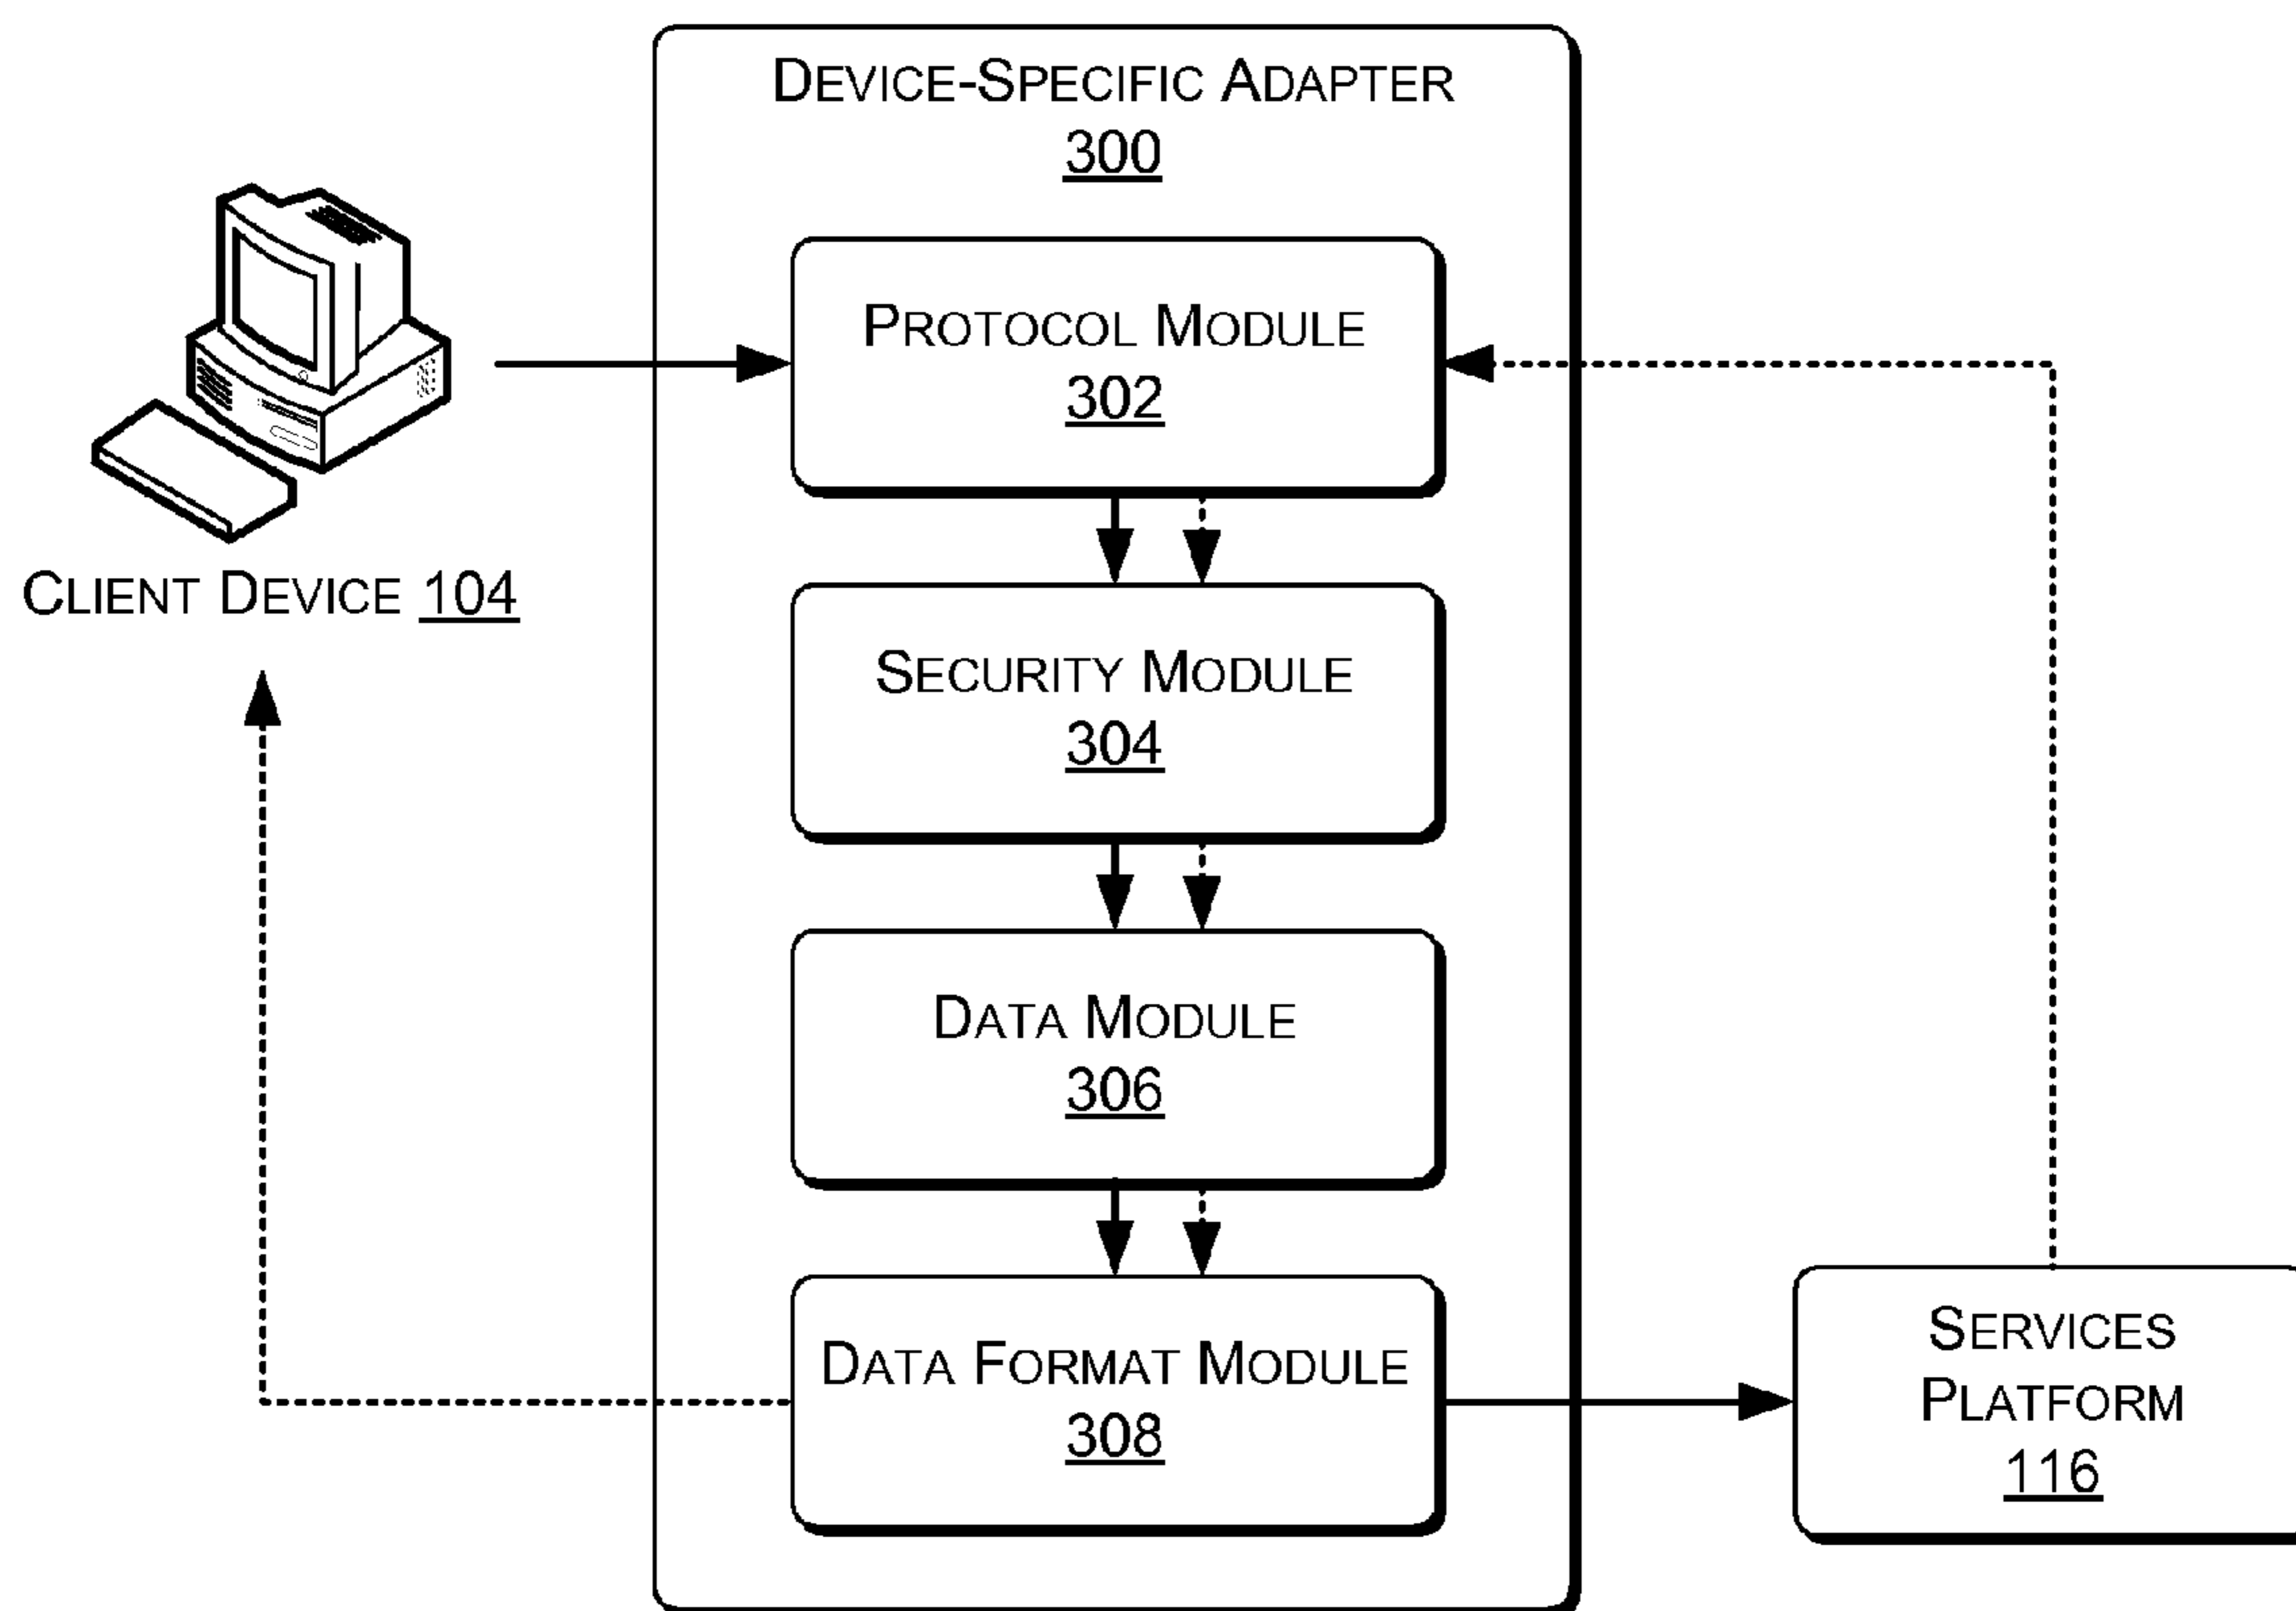 DEVICE-SPECIFIC ADAPTER
300
PROTOCOL MODULE
302
CLIENT DEVICE 104
SECURITY MODULE
304
DATA MODULE
306
DATA FORMAT MODULE
308
SERVICES
PLATFORM
116